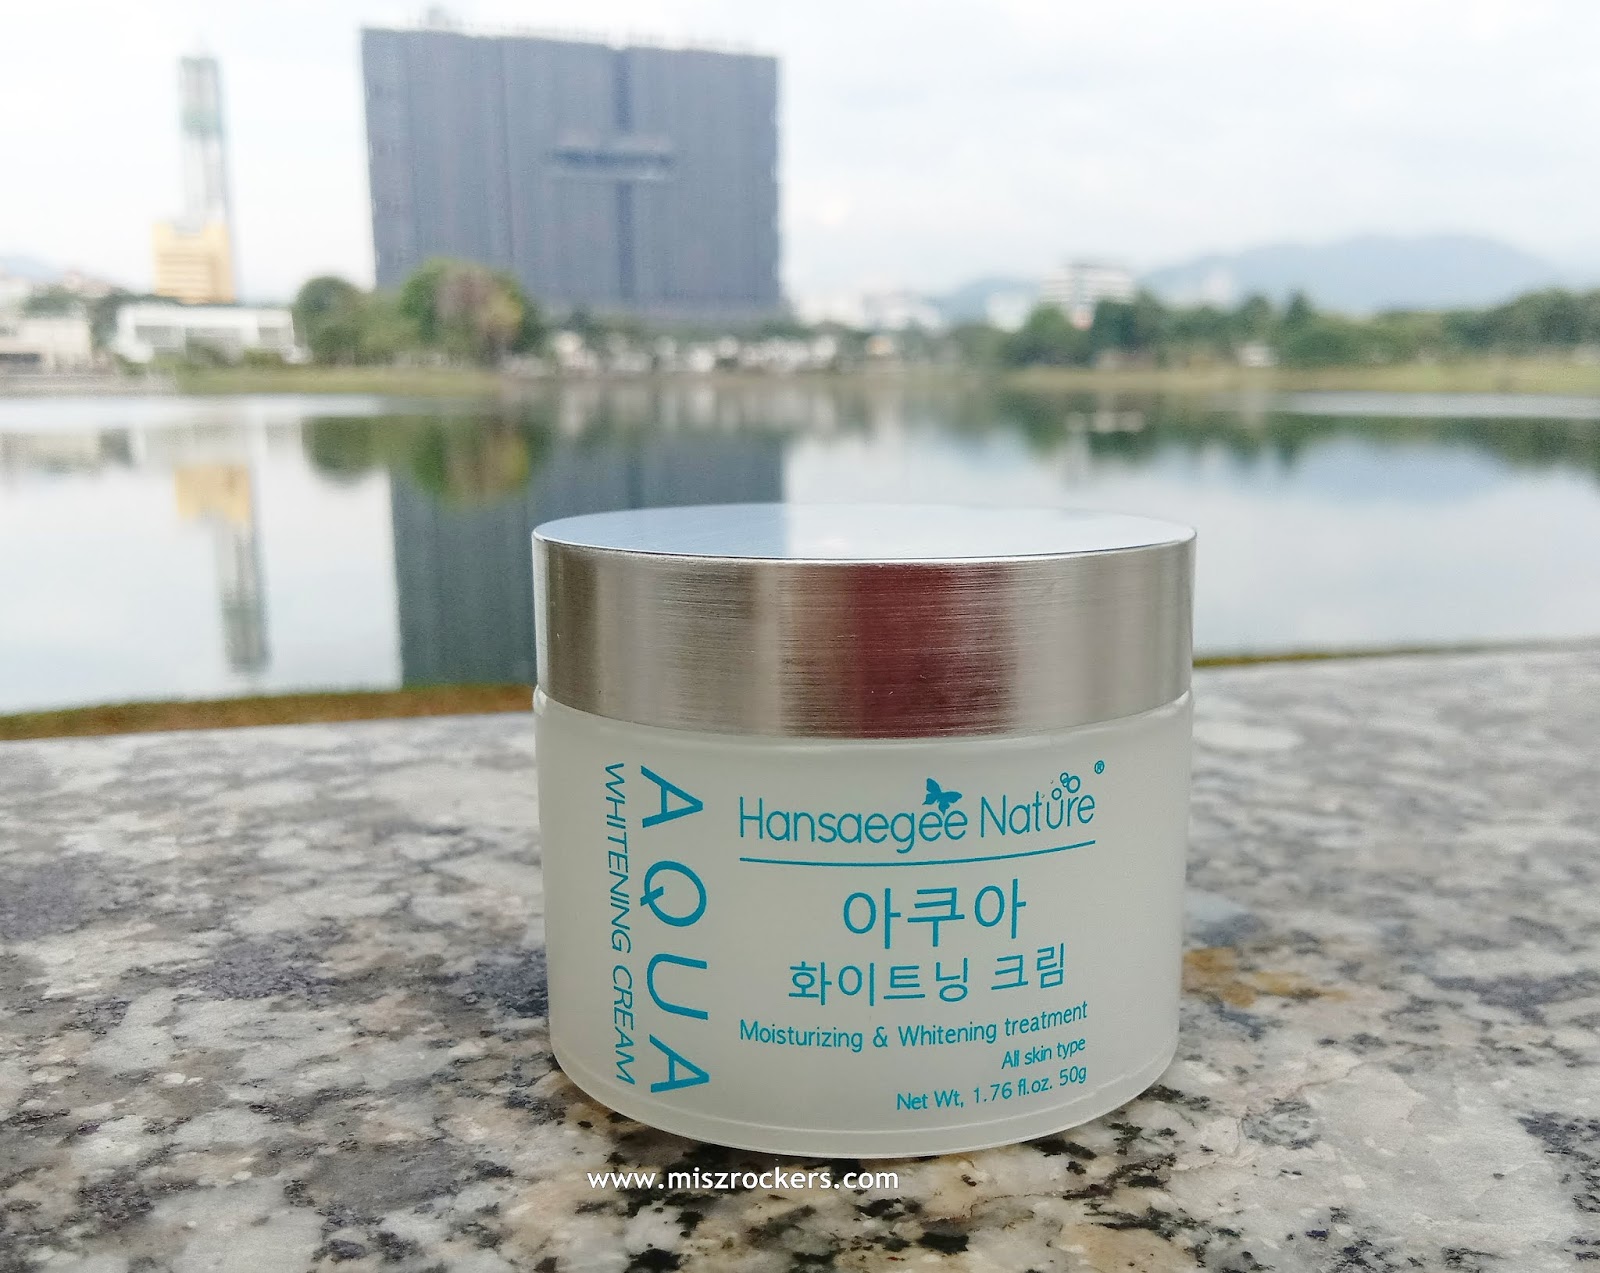 AQUA
WHITENING CREAM
Hansaegee Nature®
아쿠아
화이트닝 크림
Moisturizing & Whitening treatment
All skin type
Net Wt, 1.76 fl.oz. 50g
www.miszrockers.com